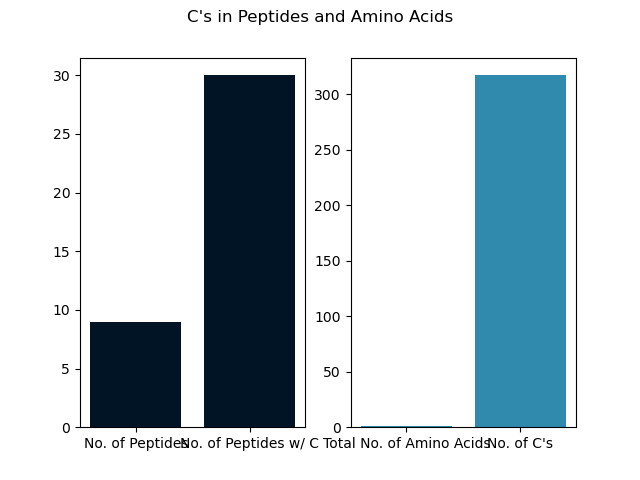 C's in Peptides and Amino Acids
30
25
20
15
10
5
0
No. of Peptides
No. of Peptides w/ C
300
250
200
150
100
50
0
Total No. of Amino Acids
No. of C's